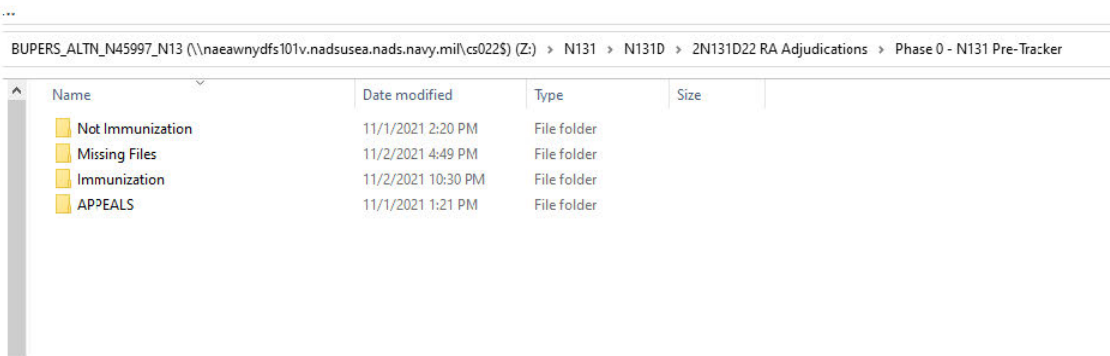 BUPERS_ALTN_N45997_N13 (\\naeawnydfs101v.nadsusea.nads.navy.mil\cs022$) (Z:) > N131 > N131D > 2N131D22 RA Adjudications > Phase 0 - N131 Pre-Tracker
Name Date modified Type Size
Not Immunization 11/1/2021 2:20 PM File folder
Missing Files 11/2/2021 4:49 PM File folder
Immunization 11/2/2021 10:30 PM File folder
APPEALS 11/1/2021 1:21 PM File folder